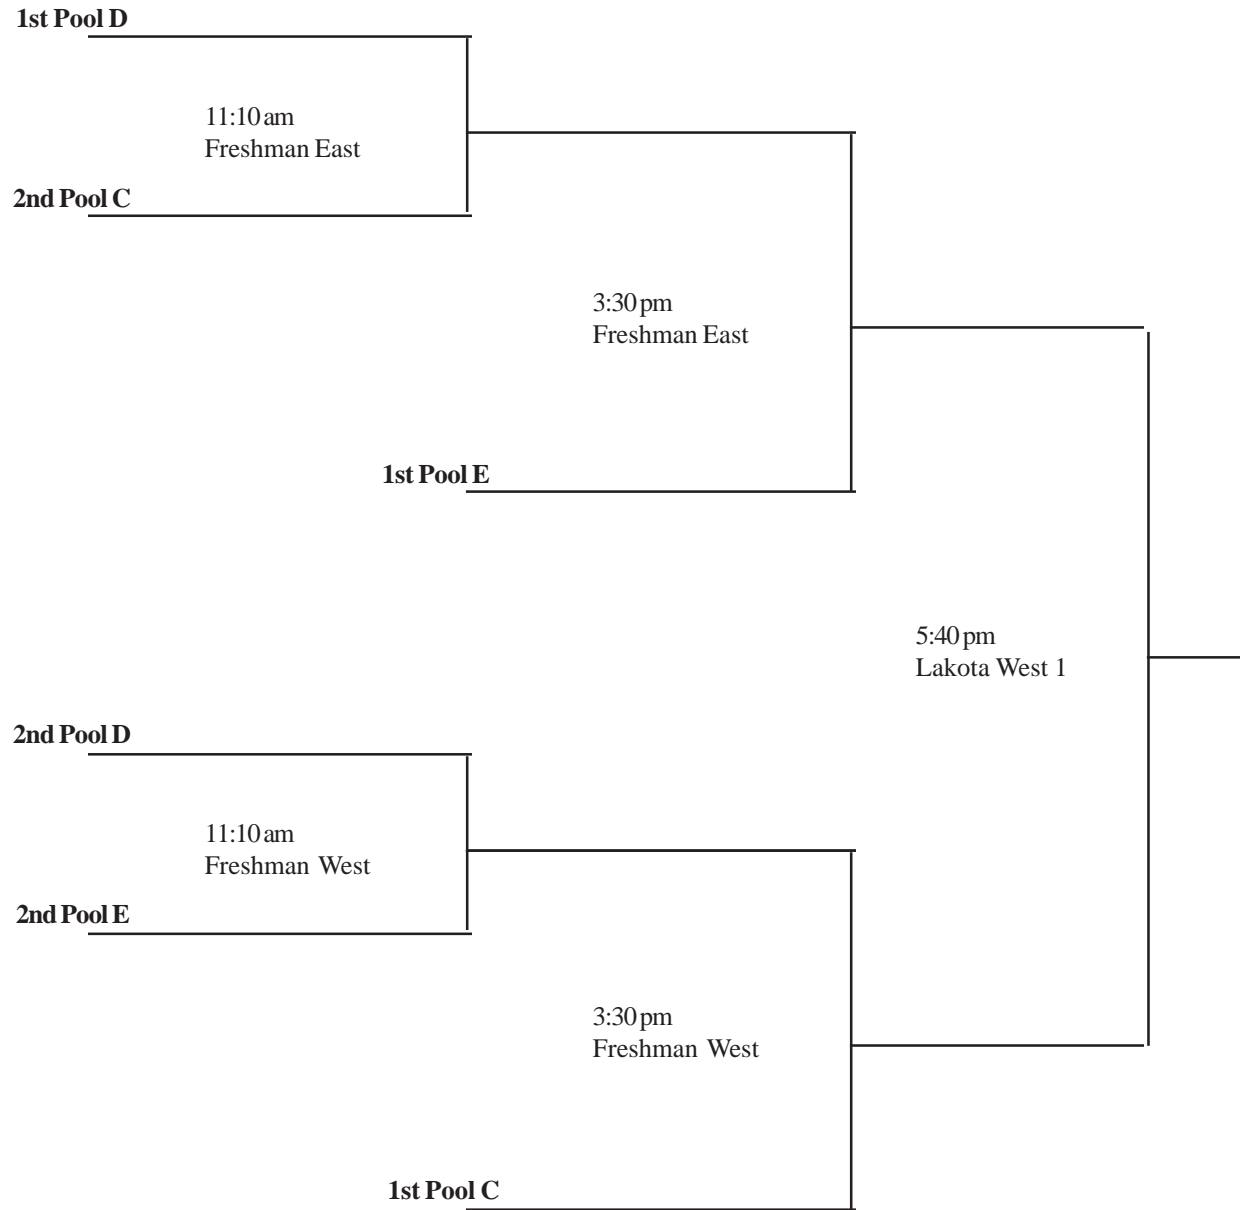 1st Pool D
11:10 am
Freshman East
2nd Pool C
3:30 pm
Freshman East
1st Pool E
5:40 pm
Lakota West 1
2nd Pool D
11:10 am
Freshman West
2nd Pool E
3:30 pm
Freshman West
1st Pool C